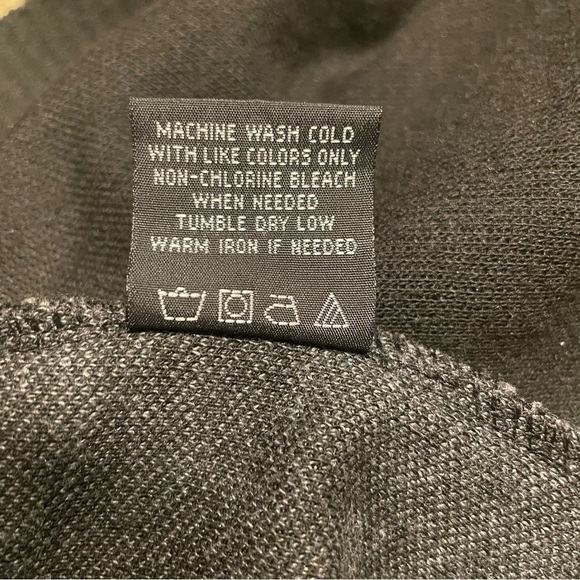 MACHINE WASH COLD
WITH LIKE COLORS ONLY
NON-CHLORINE BLEACH
WHEN NEEDED
TUMBLE DRY LOW
WARM IRON IF NEEDED